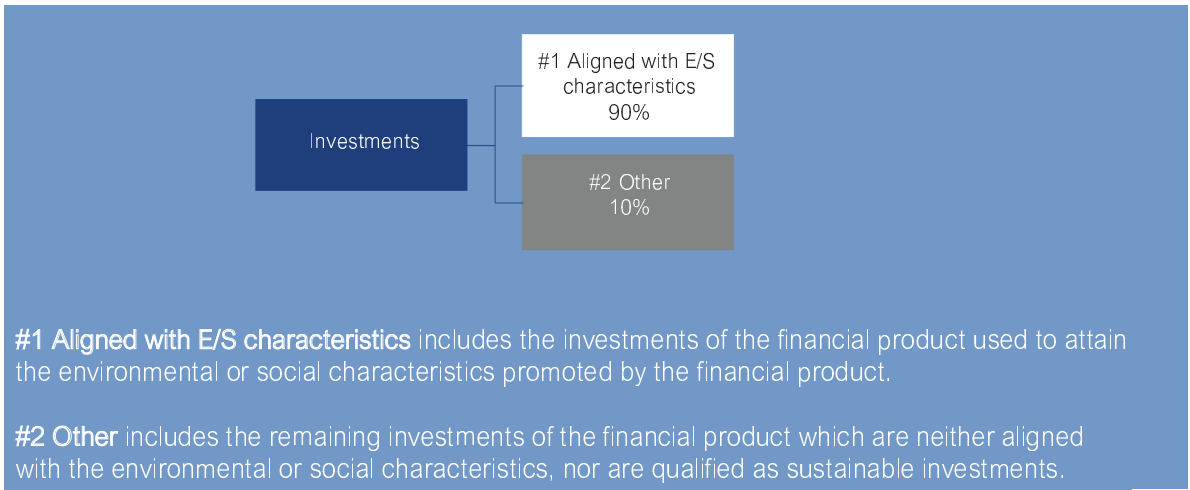 #1 Aligned with E/S
characteristics
90%
Investments
#2 Other
10%
#1 Aligned with E/S characteristics includes the investments of the financial product used to attain
the environmental or social characteristics promoted by the financial product.
#2 Other includes the remaining investments of the financial product which are neither aligned
with the environmental or social characteristics, nor are qualified as sustainable investments.